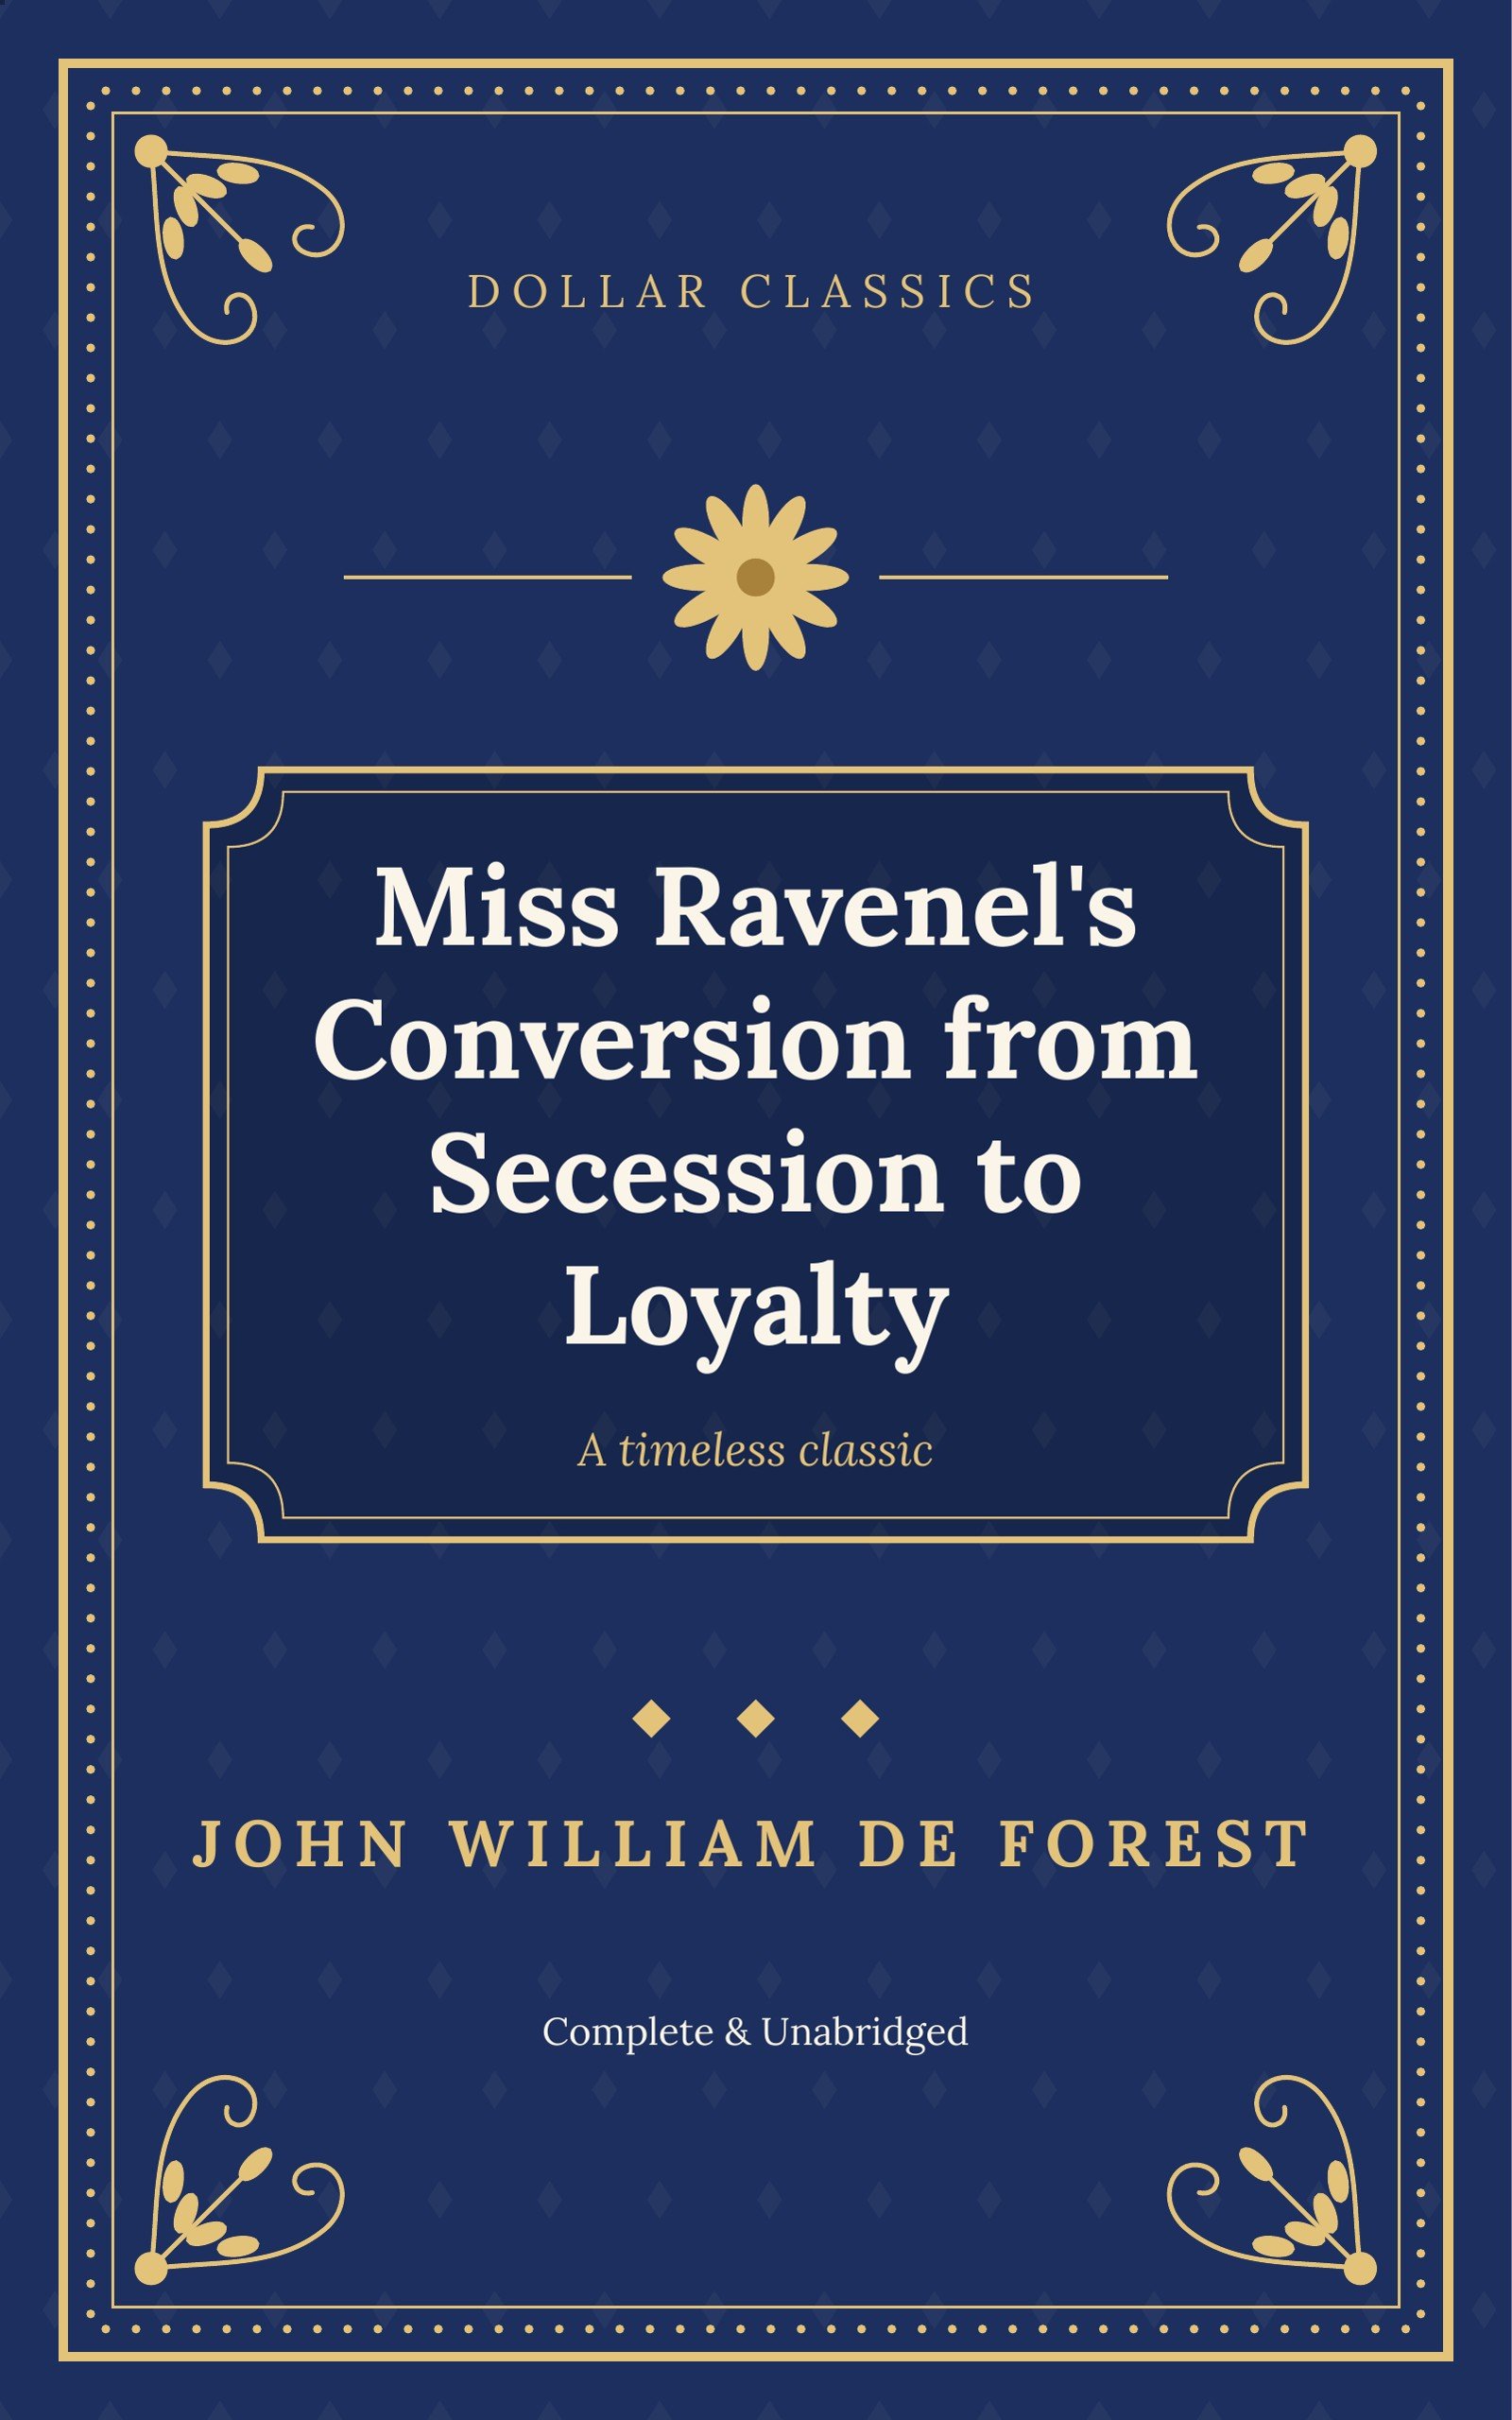 DOLLAR CLASSICS
Miss Ravenel's
Conversion from
Secession to
Loyalty
A timeless classic
JOHN WILLIAM DE FOREST
Complete & Unabridged